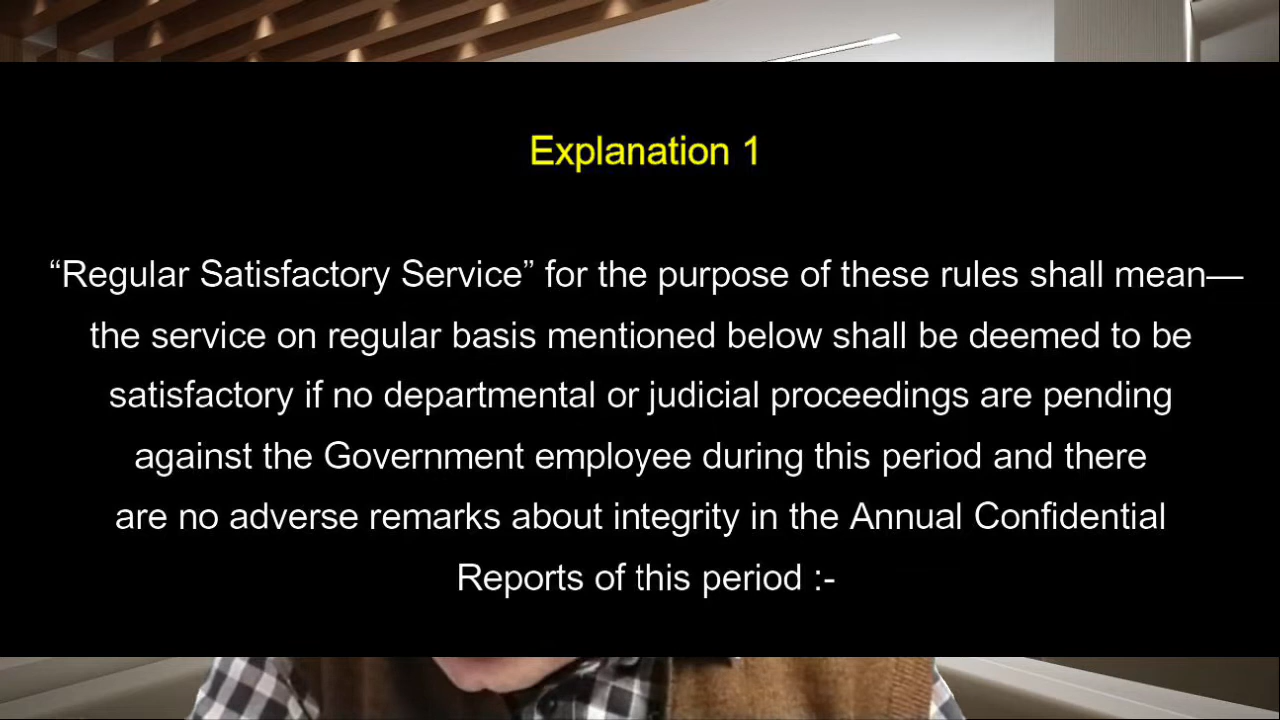 Explanation 1
“Regular Satisfactory Service” for the purpose of these rules shall mean—
the service on regular basis mentioned below shall be deemed to be
satisfactory if no departmental or judicial proceedings are pending
against the Government employee during this period and there
are no adverse remarks about integrity in the Annual Confidential
Reports of this period :-